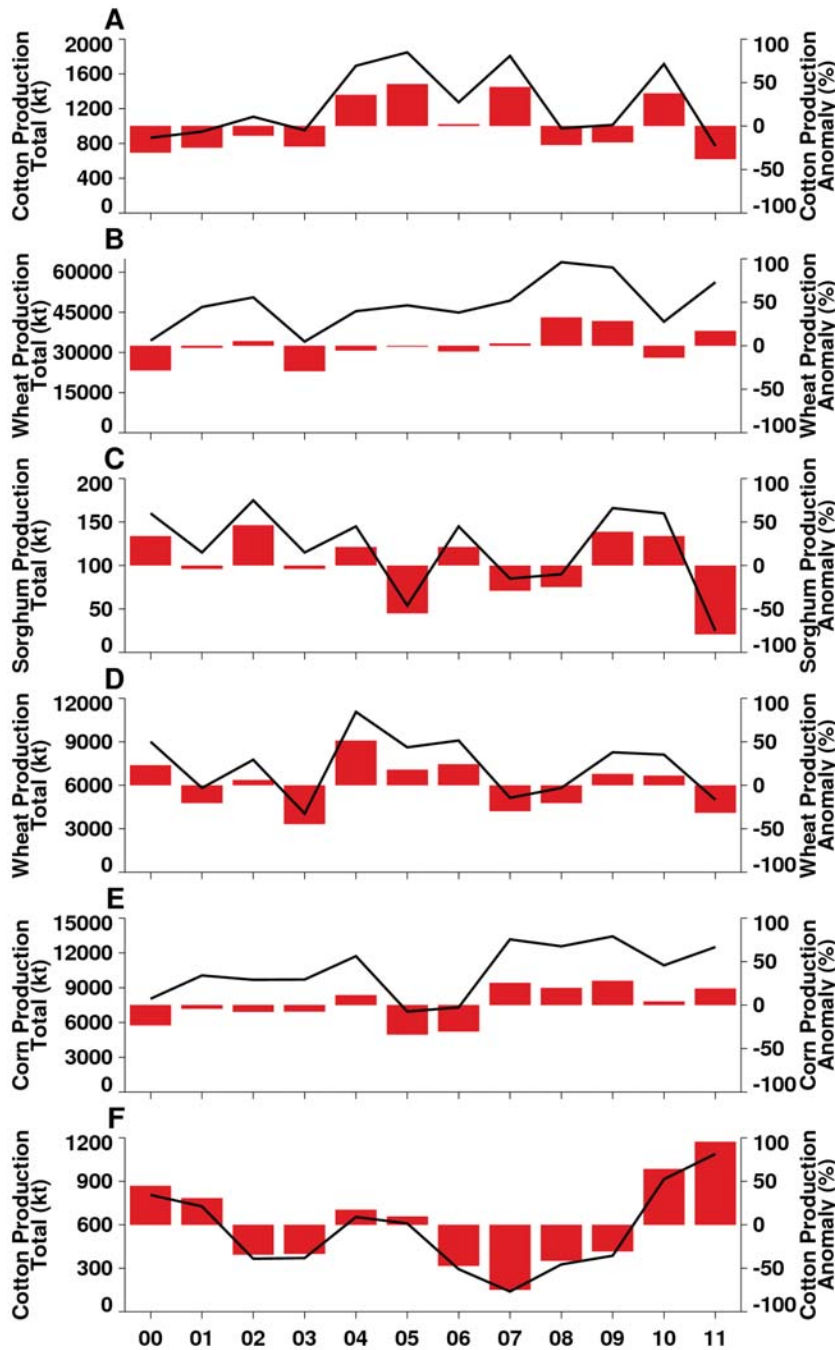 A
Cotton Production
Total (kt)
2000
1600
1200
800
400
0
100
50
0
-50
-100
Cotton Production
Anomaly (%)
B
Wheat Production
Total (kt)
60000
45000
30000
15000
0
100
50
0
-50
-100
Wheat Production
Anomaly (%)
C
Sorghum Production
Total (kt)
200
150
100
50
0
100
50
0
-50
-100
Sorghum Production
Anomaly (%)
D
Wheat Production
Total (kt)
12000
9000
6000
3000
0
100
50
0
-50
-100
Wheat Production
Anomaly (%)
E
Corn Production
Total (kt)
15000
12000
9000
6000
3000
0
100
50
0
-50
-100
Corn Production
Anomaly (%)
F
Cotton Production
Total (kt)
1200
900
600
300
0
100
50
0
-50
-100
Cotton Production
Anomaly (%)
00 01 02 03 04 05 06 07 08 09 10 11